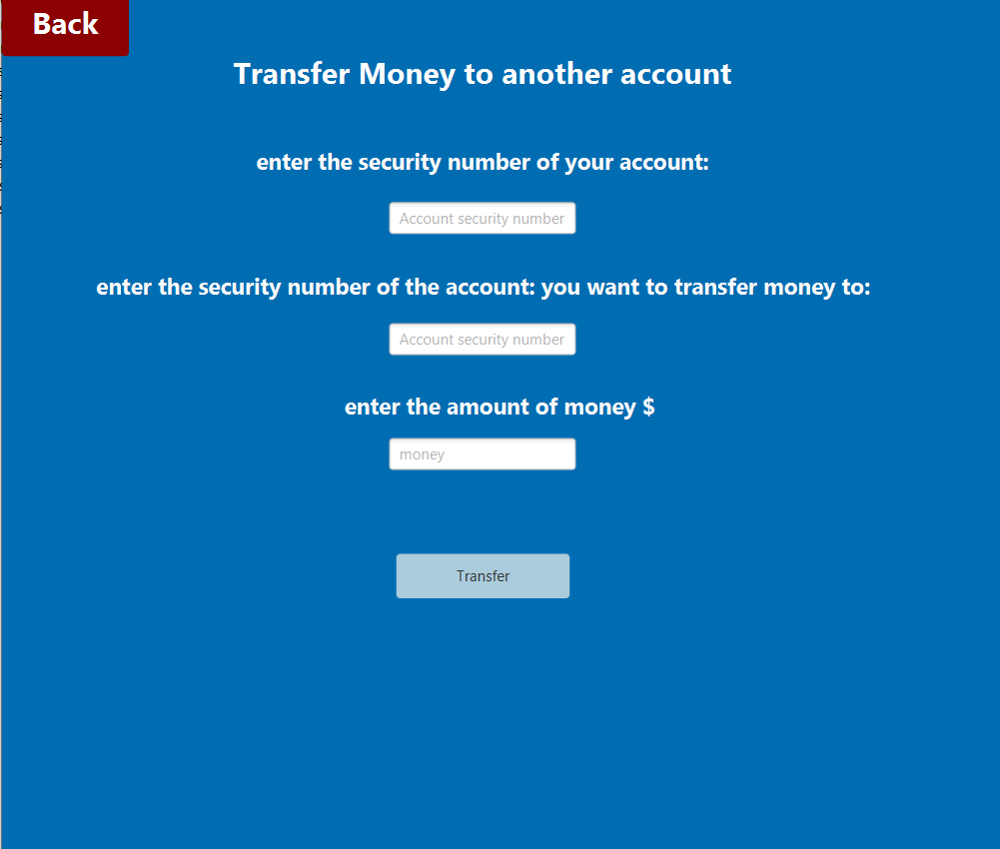 Back
Transfer Money to another account
enter the security number of your account:
Account security number
enter the security number of the account: you want to transfer money to:
Account security number
enter the amount of money $
money
Transfer